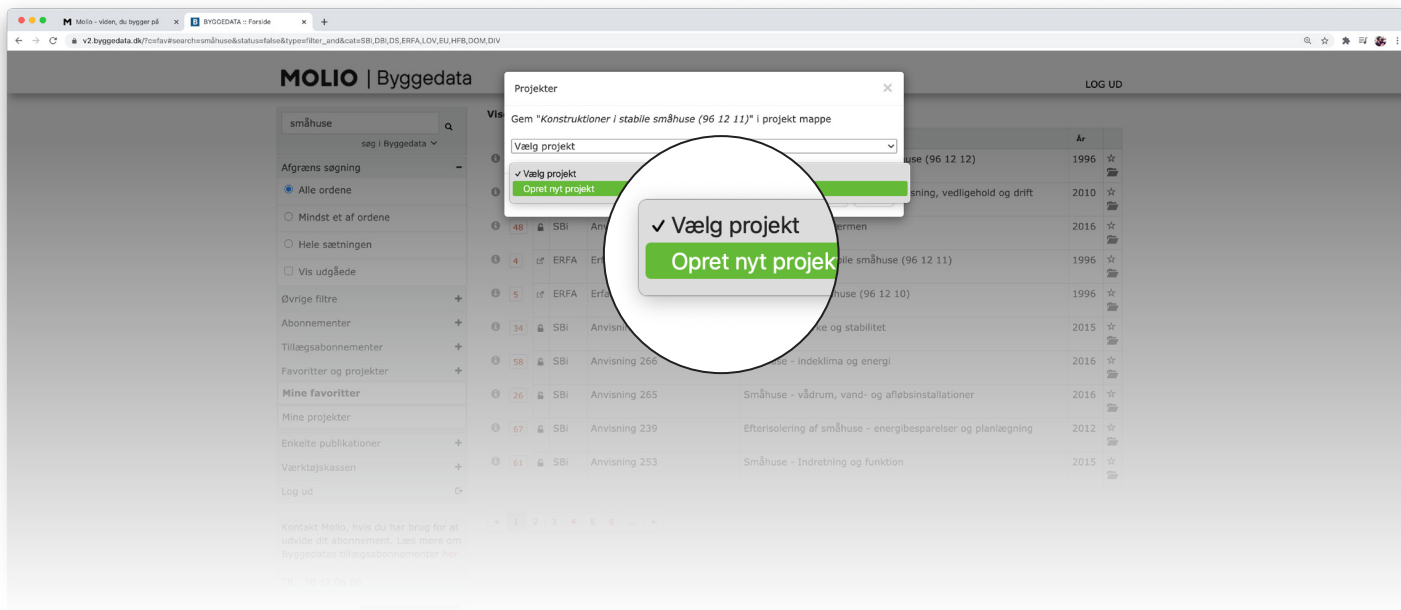 Molio - viden, du bygger på
BYGGEDATA :: Forside
v2.byggedata.dk/?c=fav#search=småhuse&status=false&type=filter_and&cat=SBi,DBI,DS,ERFA,LOV,EU,HFB,DOM,DIV
MOLIO | Byggedata
LOG UD
Projekter
Gem "Konstruktioner i stabile småhuse (96 12 11)" i projekt mappe
Vælg projekt
✓ Vælg projekt
Opret nyt projekt
✓ Vælg projekt
Opret nyt projek
småhuse
søg i Byggedata
Afgræns søgning
Alle ordene
Mindst et af ordene
Hele sætningen
Vis udgåede
Øvrige filtre
Abonnementer
Tillægsabonnementer
Favoritter og projekter
Mine favoritter
Mine projekter
Enkelte publikationer
Værktøjskassen
Log ud
Kontakt Molio, hvis du har brug for at
udvide dit abonnement. Læs mere om
Byggedatas tillægsabonnementer her.
Vis
År
huse (96 12 12) 1996
sning, vedligehold og drift 2010
48 SBi Anv ermen 2016
4 ERFA Erf bile småhuse (96 12 11) 1996
5 ERFA Erfa huse (96 12 10) 1996
34 SBi Anvisnin ke og stabilitet 2015
58 SBi Anvisning 266 se - indeklima og energi 2016
26 SBi Anvisning 265 Småhuse - vådrum, vand- og afløbsinstallationer 2016
67 SBi Anvisning 239 Efterisolering af småhuse - energibesparelser og planlægning 2012
61 SBi Anvisning 253 Småhuse - Indretning og funktion 2015
« 1 2 3 4 5 6 ... »